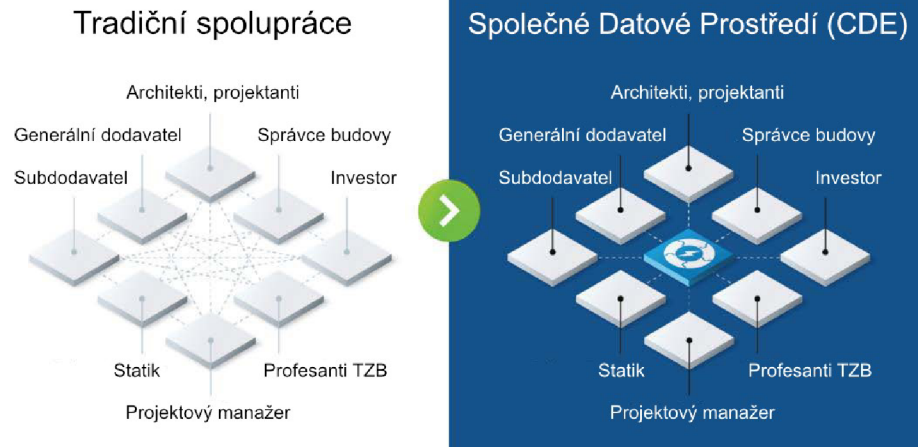 Tradiční spolupráce
Architekti, projektanti
Generální dodavatel
Správce budovy
Subdodavatel
Investor
Statik
Profesanti TZB
Projektový manažer
Společné Datové Prostředí (CDE)
Architekti, projektanti
Generální dodavatel
Správce budovy
Subdodavatel
Investor
Statik
Profesanti TZB
Projektový manažer